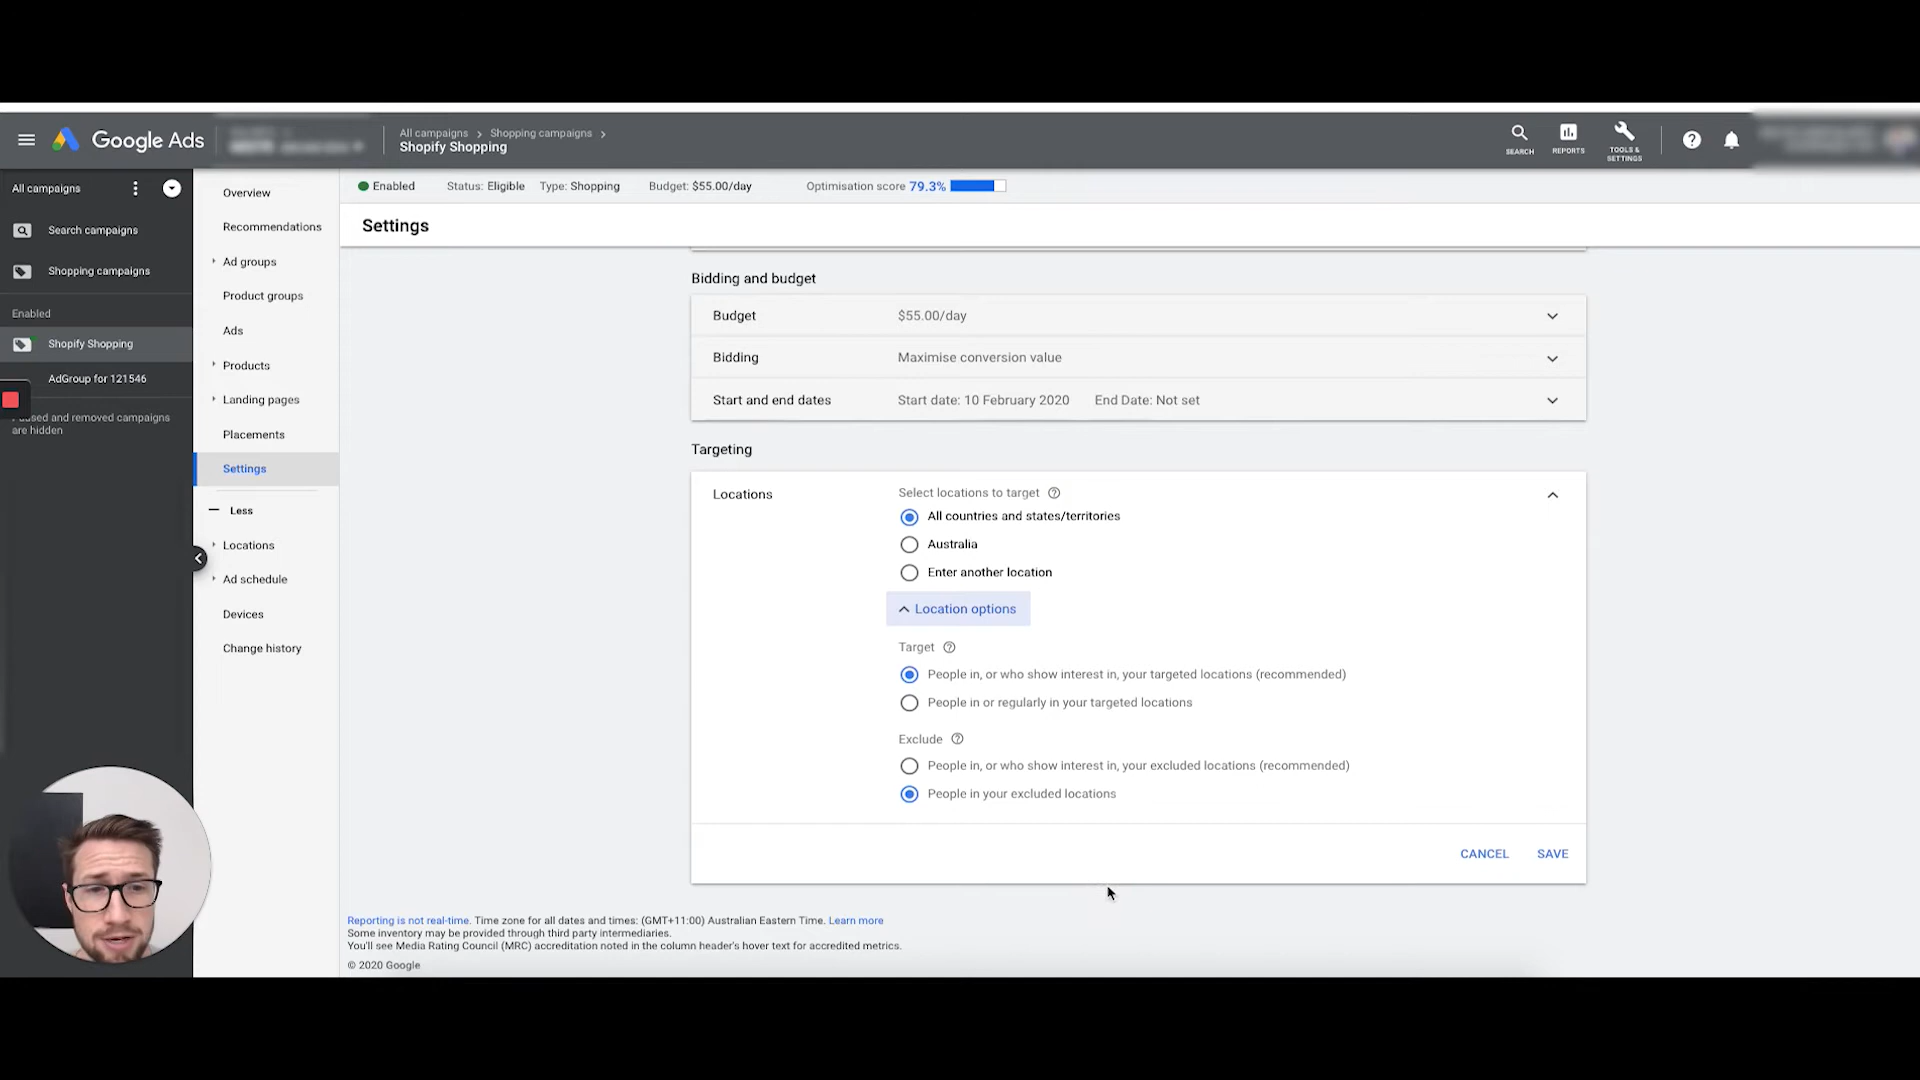 Google Ads
All campaigns > Shopping campaigns >
Shopify Shopping
SEARCH
REPORTS
TOOLS &
SETTINGS
All campaigns
Search campaigns
Shopping campaigns
Enabled
Shopify Shopping
AdGroup for 121546
and removed campaigns
are hidden
Overview
Recommendations
Ad groups
Product groups
Ads
Products
Landing pages
Placements
Settings
Less
Locations
Ad schedule
Devices
Change history
Enabled Status: Eligible Type: Shopping Budget: $55.00/day Optimisation score 79.3%
Settings
Bidding and budget
Budget $55.00/day
Bidding Maximise conversion value
Start and end dates Start date: 10 February 2020 End Date: Not set
Targeting
Locations Select locations to target
All countries and states/territories
Australia
Enter another location
Location options
Target
People in, or who show interest in, your targeted locations (recommended)
People in or regularly in your targeted locations
Exclude
People in, or who show interest in, your excluded locations (recommended)
People in your excluded locations
CANCEL SAVE
Reporting is not real-time. Time zone for all dates and times: (GMT+11:00) Australian Eastern Time. Learn more
Some inventory may be provided through third party intermediaries.
You'll see Media Rating Council (MRC) accreditation noted in the column header's hover text for accredited metrics.
© 2020 Google